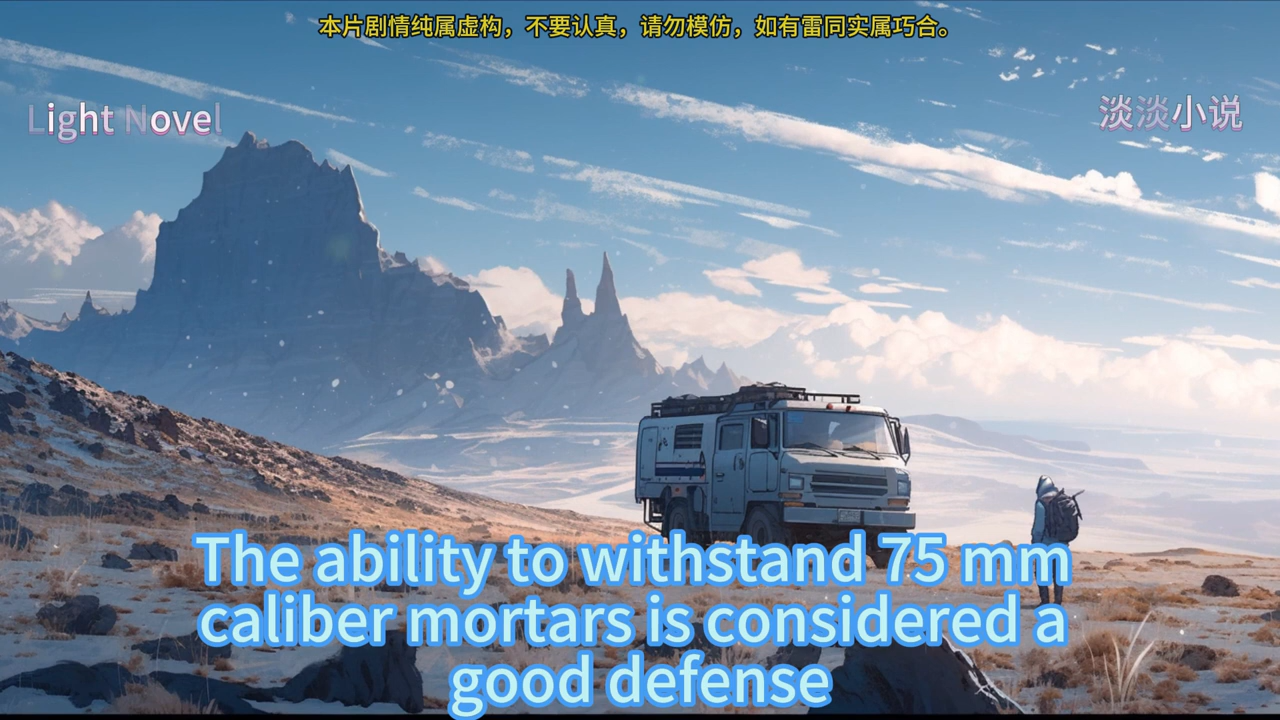 本片剧情纯属虚构，不要认真，请勿模仿，如有雷同实属巧合。
Light Novel
淡淡小说
The ability to withstand 75 mm
caliber mortars is considered a
good defense